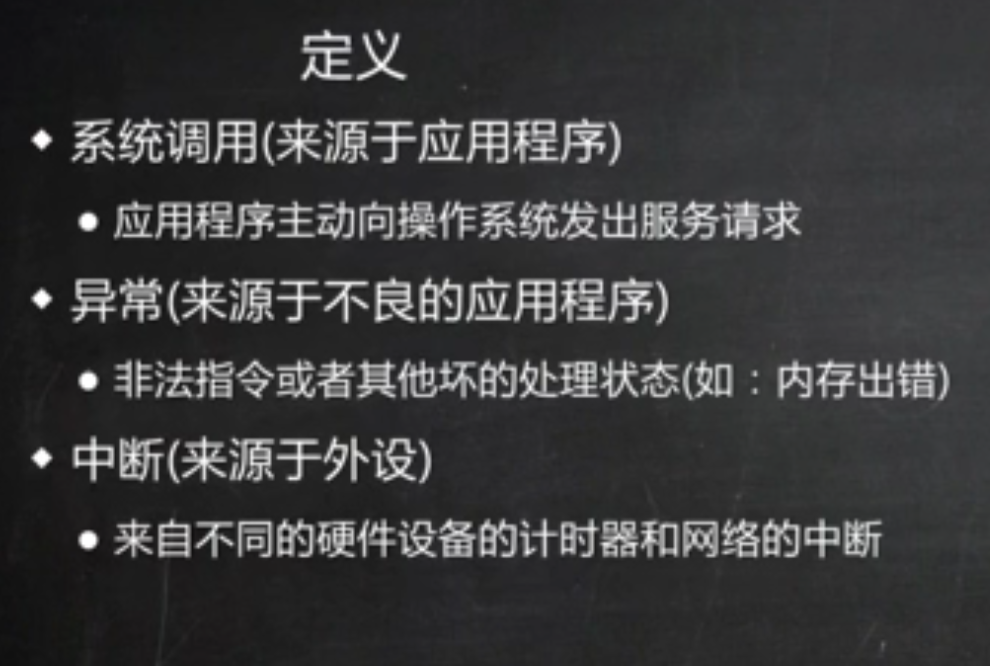 定义
◆ 系统调用(来源于应用程序)
● 应用程序主动向操作系统发出服务请求
◆ 异常(来源于不良的应用程序)
● 非法指令或者其他坏的处理状态(如：内存出错)
◆ 中断(来源于外设)
● 来自不同的硬件设备的计时器和网络的中断